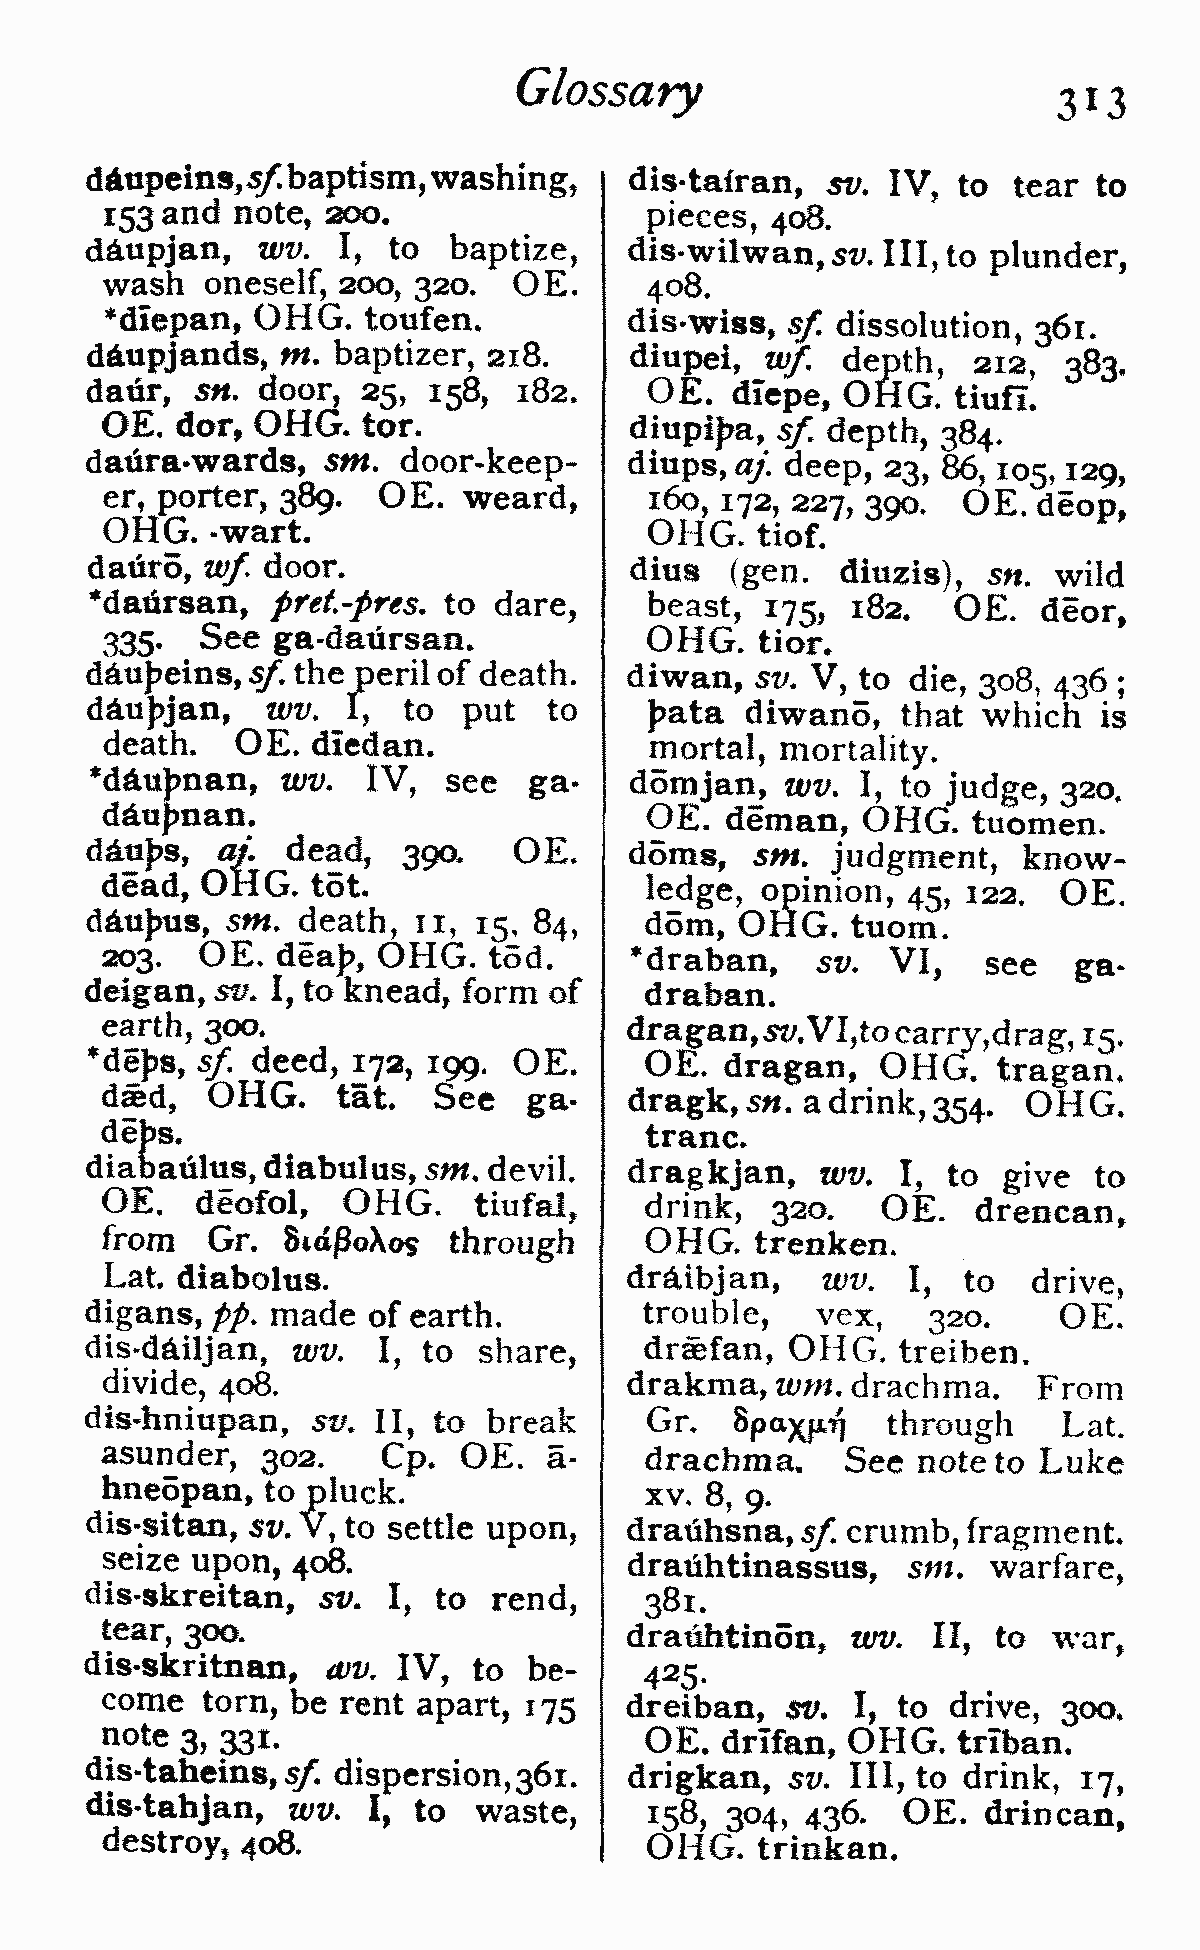 Glossary 313
dáupeins, sf. baptism, washing,
153 and note, 200.
dáupjan, wv. I, to baptize,
wash oneself, 200, 320. OE.
*dīepan, OHG. toufen.
dáupjands, m. baptizer, 218.
daúr, sn. door, 25, 158, 182.
OE. dor, OHG. tor.
daúra-wards, sm. door-keep-
er, porter, 389. OE. weard,
OHG. -wart.
daúrō, wf. door.
*daúrsan, pret.-pres. to dare,
335. See ga-daúrsan.
dáuþeins, sf. the peril of death.
dáuþjan, wv. I, to put to
death. OE. dīedan.
*dáuþnan, wv. IV, see ga-
dáuþnan.
dáuþs, aj. dead, 390. OE.
dēad, OHG. tōt.
dáuþus, sm. death, 11, 15, 84,
203. OE. dēaþ, OHG. tōd.
deigan, sv. I, to knead, form of
earth, 300.
*dēþs, sf. deed, 172, 199. OE.
dǣd, OHG. tāt. See ga-
dēþs.
diabaúlus, diabulus, sm. devil.
OE. dēofol, OHG. tiufal,
from Gr. διάβολος through
Lat. diabolus.
digans, pp. made of earth.
dis-dáiljan, wv. I, to share,
divide, 408.
dis-hniupan, sv. II, to break
asunder, 302. Cp. OE. ā-
hneōpan, to pluck.
dis-sitan, sv. V, to settle upon,
seize upon, 408.
dis-skreitan, sv. I, to rend,
tear, 300.
dis-skritnan, wv. IV, to be-
come torn, be rent apart, 175
note 3, 331.
dis-taheins, sf. dispersion, 361.
dis-tahjan, wv. I, to waste,
destroy, 408.
dis-taíran, sv. IV, to tear to
pieces, 408.
dis-wilwan, sv. III, to plunder,
408.
dis-wiss, sf. dissolution, 361.
diupei, wf. depth, 212, 383.
OE. dīepe, OHG. tiufī.
diupiþa, sf. depth, 384.
diups, aj. deep, 23, 86, 105, 129,
160, 172, 227, 390. OE. dēop,
OHG. tiof.
dius (gen. diuzis), sn. wild
beast, 175, 182. OE. dēor,
OHG. tior.
diwan, sv. V, to die, 308, 436;
þata diwanō, that which is
mortal, mortality.
dōmjan, wv. I, to judge, 320.
OE. dēman, OHG. tuomen.
dōms, sm. judgment, know-
ledge, opinion, 45, 122. OE.
dōm, OHG. tuom.
*draban, sv. VI, see ga-
draban.
dragan, sv. VI, to carry, drag, 15.
OE. dragan, OHG. tragan.
dragk, sn. a drink, 354. OHG.
tranc.
dragkjan, wv. I, to give to
drink, 320. OE. drencan,
OHG. trenken.
dráibjan, wv. I, to drive,
trouble, vex, 320. OE.
drǣfan, OHG. treiben.
drakma, wm. drachma. From
Gr. δραχμή through Lat.
drachma. See note to Luke
xv. 8, 9.
draúhsna, sf. crumb, fragment.
draúhtinassus, sm. warfare,
381.
draúhtinōn, wv. II, to war,
425.
dreiban, sv. I, to drive, 300.
OE. drīfan, OHG. trīban.
drigkan, sv. III, to drink, 17,
158, 304, 436. OE. drincan,
OHG. trinkan.